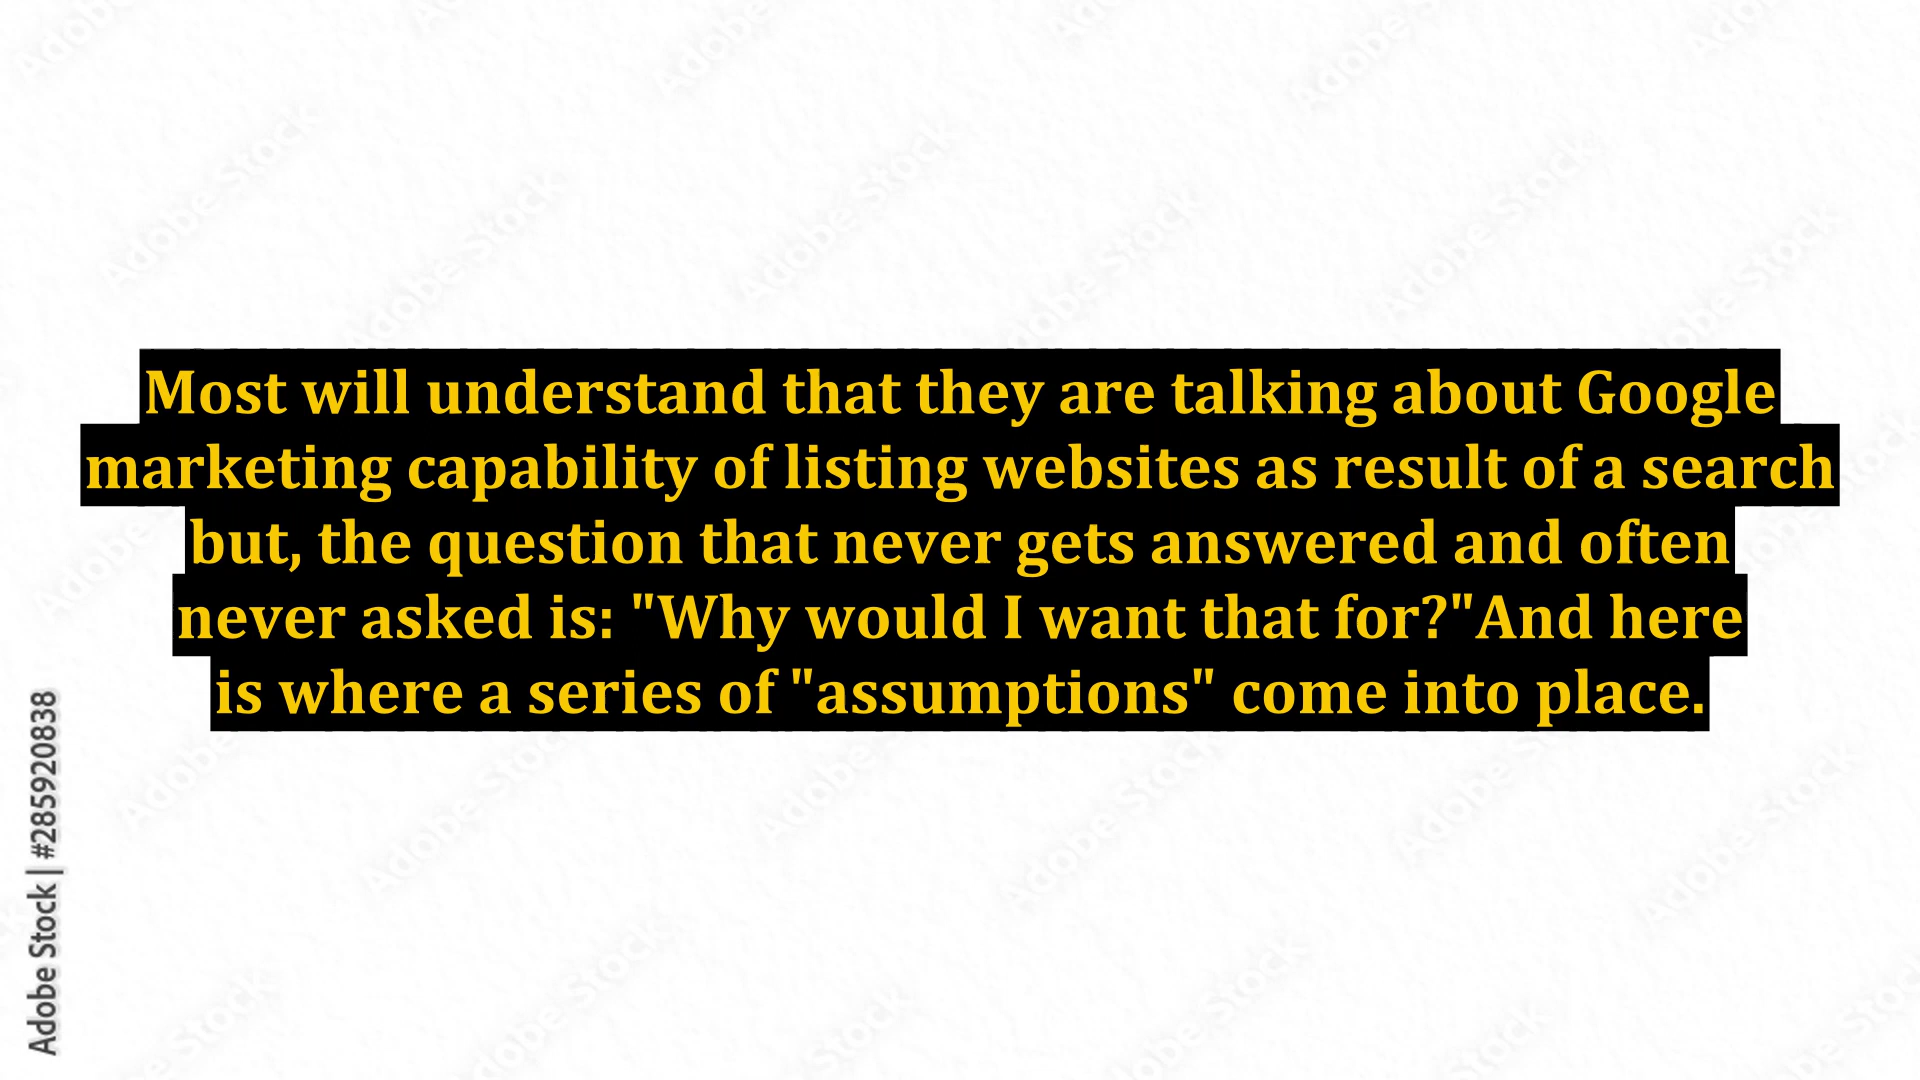 Most will understand that they are talking about Google
marketing capability of listing websites as result of a search
but, the question that never gets answered and often
never asked is: "Why would I want that for?"And here
is where a series of "assumptions" come into place.
Adobe Stock | #285920838